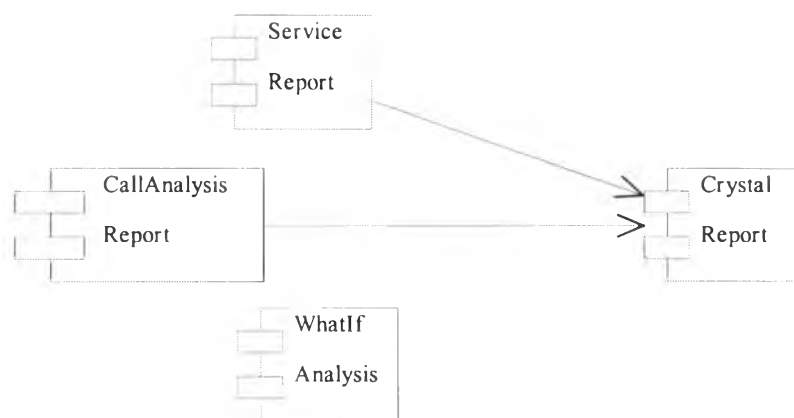 Service
Report
CallAnalysis
Report
Crystal
Report
WhatIf
Analysis